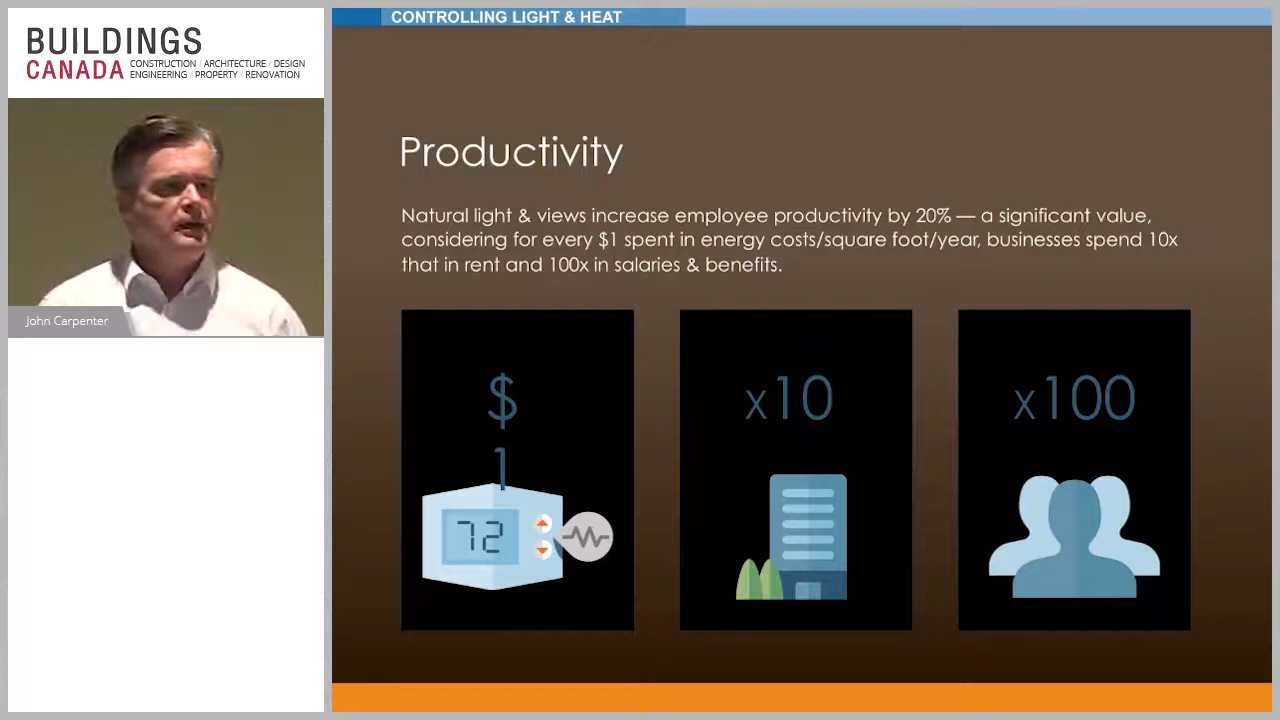 BUILDINGS
CANADA CONSTRUCTION / ARCHITECTURE / DESIGN
ENGINEERING / PROPERTY / RENOVATION
John Carpenter
CONTROLLING LIGHT & HEAT
Productivity
Natural light & views increase employee productivity by 20% — a significant value,
considering for every $1 spent in energy costs/square foot/year, businesses spend 10x
that in rent and 100x in salaries & benefits.
$
1
72
x10
x100